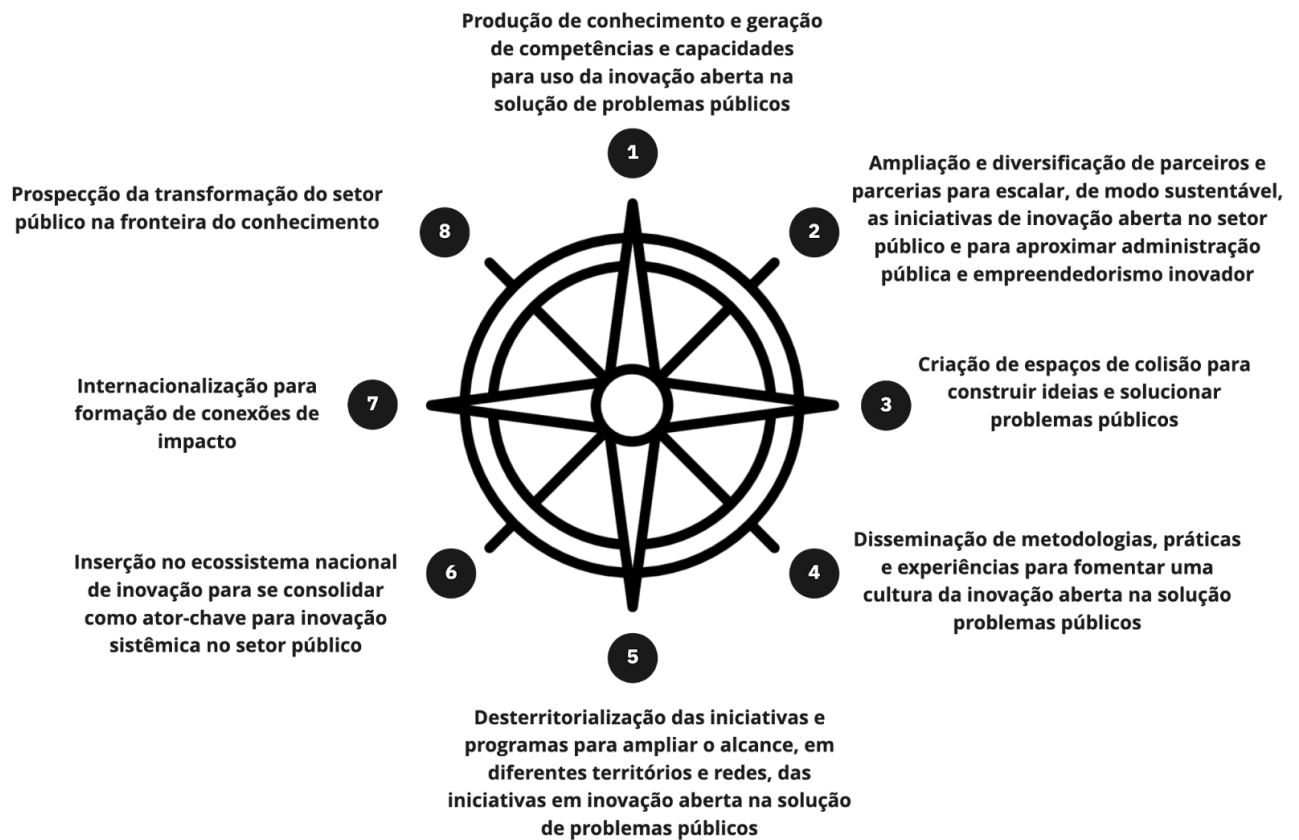 Produção de conhecimento e geração
de competências e capacidades
para uso da inovação aberta na
solução de problemas públicos
1
Ampliação e diversificação de parceiros e
parcerias para escalar, de modo sustentável,
as iniciativas de inovação aberta no setor
público e para aproximar administração
pública e empreendedorismo inovador
2
Criação de espaços de colisão para
construir ideias e solucionar
problemas públicos
3
Disseminação de metodologias, práticas
e experiências para fomentar uma
cultura da inovação aberta na solução
problemas públicos
4
5
Desterritorialização das iniciativas e
programas para ampliar o alcance, em
diferentes territórios e redes, das
iniciativas em inovação aberta na solução
de problemas públicos
Inserção no ecossistema nacional
de inovação para se consolidar
como ator-chave para inovação
sistêmica no setor público
6
Internacionalização para
formação de conexões de
impacto
7
Prospecção da transformação do setor
público na fronteira do conhecimento
8